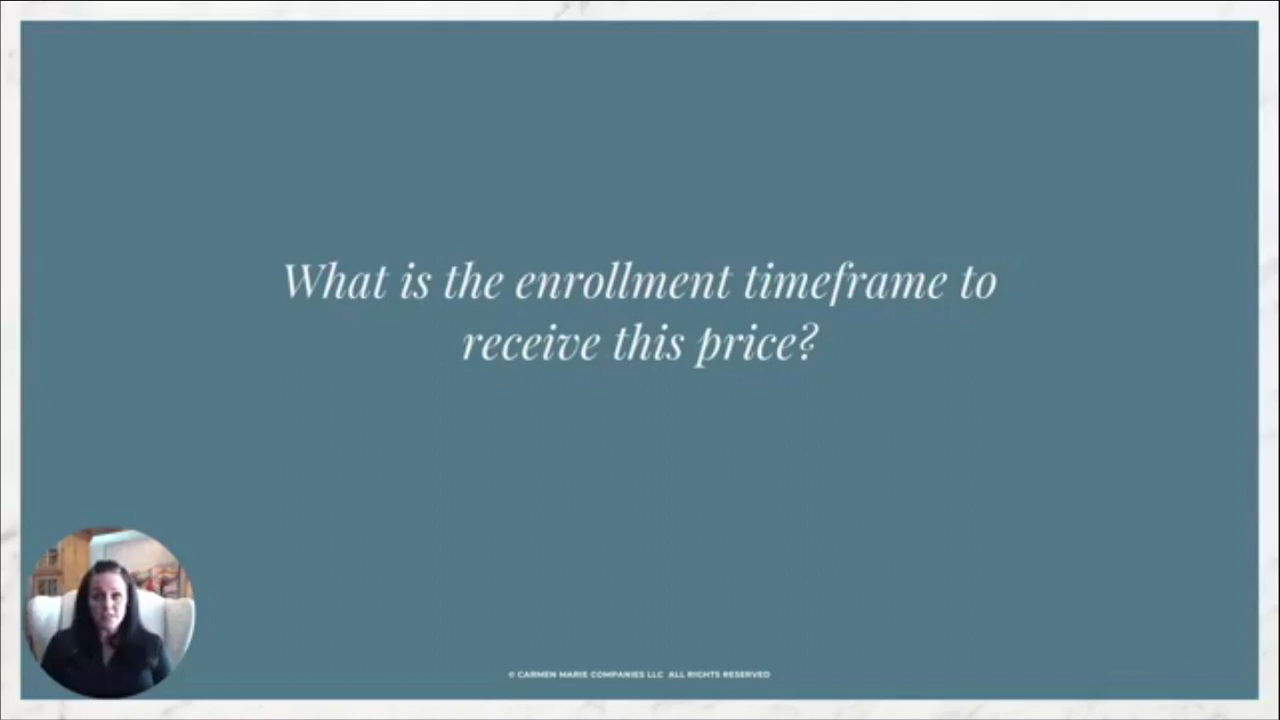 What is the enrollment timeframe to
receive this price?
© CARMEN MARIE COMPANIES LLC ALL RIGHTS RESERVED